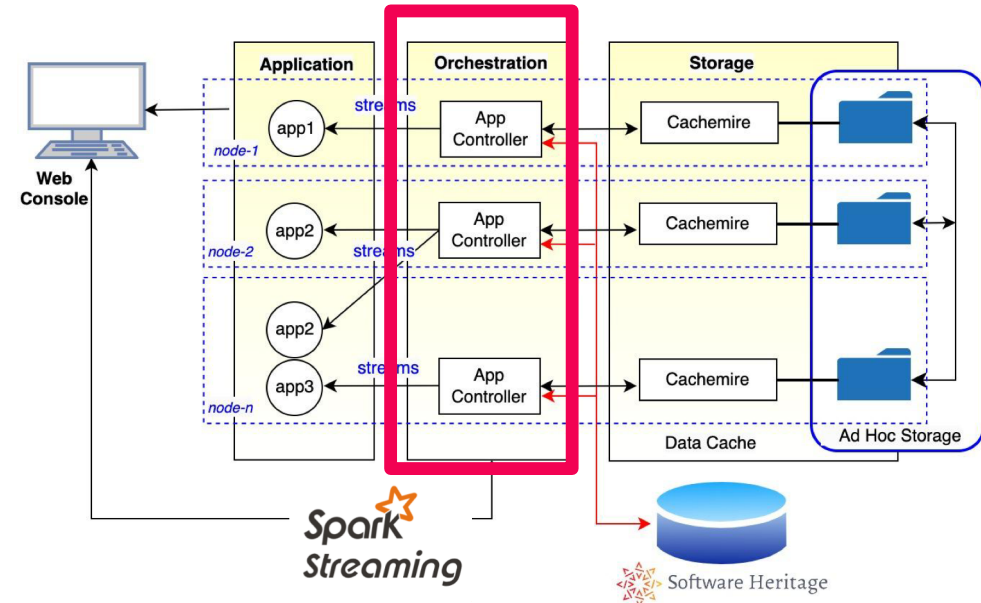 Application
Orchestration
Storage
streams
app1
App
Controller
Cachemire
node-1
Web
Console
app2
App
Controller
Cachemire
node-2
streams
app2
streams
app3
App
Controller
Cachemire
node-n
Data Cache
Ad Hoc Storage
Spark
Streaming
Software Heritage